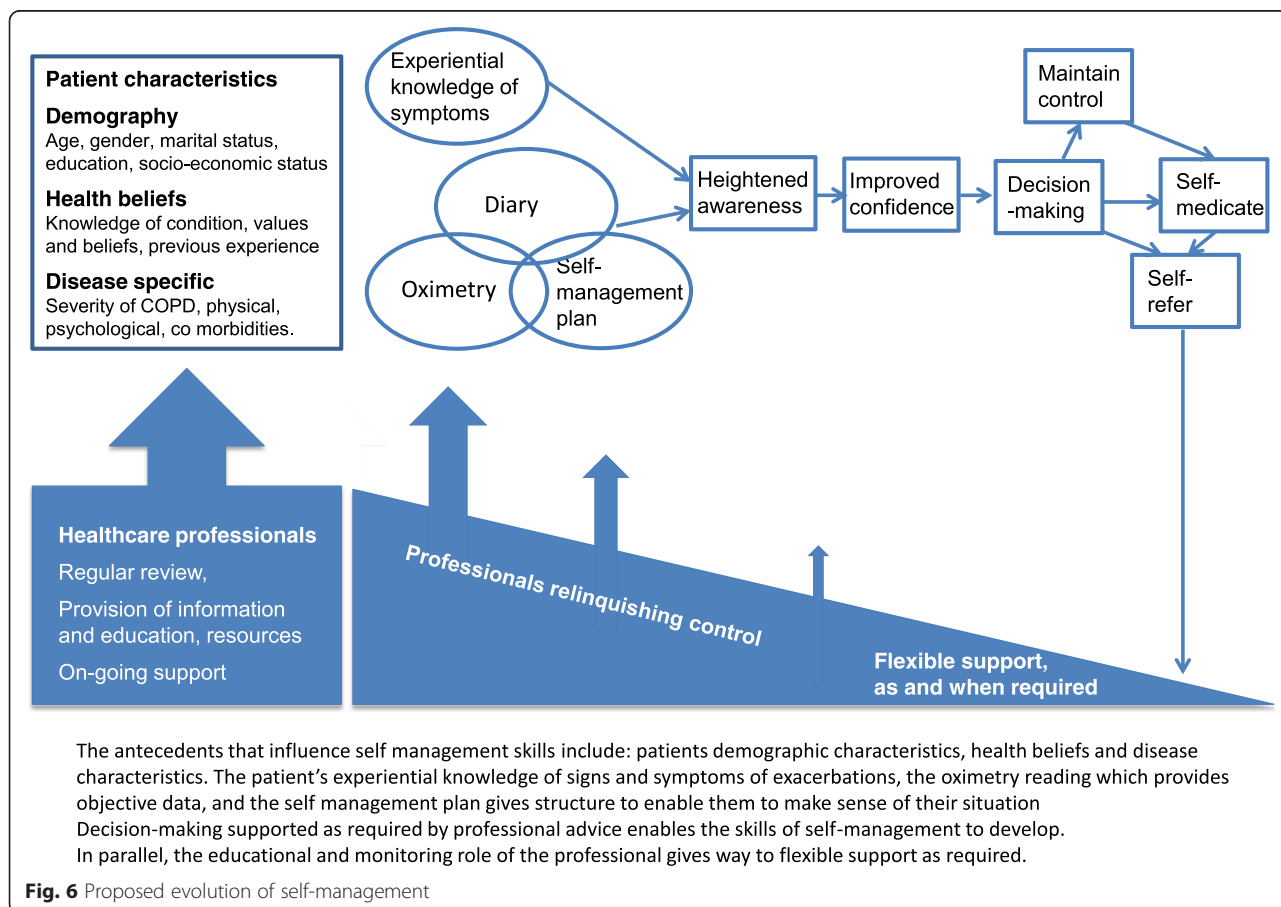 Patient characteristics
Demography
Age, gender, marital status,
education, socio-economic status
Health beliefs
Knowledge of condition, values
and beliefs, previous experience
Disease specific
Severity of COPD, physical,
psychological, co morbidities.
Experiential
knowledge of
symptoms
Diary
Oximetry
Self-
management
plan
Heightened
awareness
Improved
confidence
Decision
-making
Maintain
control
Self-
medicate
Self-
refer
Healthcare professionals
Regular review,
Provision of information
and education, resources
On-going support
Professionals relinquishing control
Flexible support,
as and when required
The antecedents that influence self management skills include: patients demographic characteristics, health beliefs and disease
characteristics. The patient’s experiential knowledge of signs and symptoms of exacerbations, the oximetry reading which provides
objective data, and the self management plan gives structure to enable them to make sense of their situation
Decision-making supported as required by professional advice enables the skills of self-management to develop.
In parallel, the educational and monitoring role of the professional gives way to flexible support as required.
Fig. 6 Proposed evolution of self-management